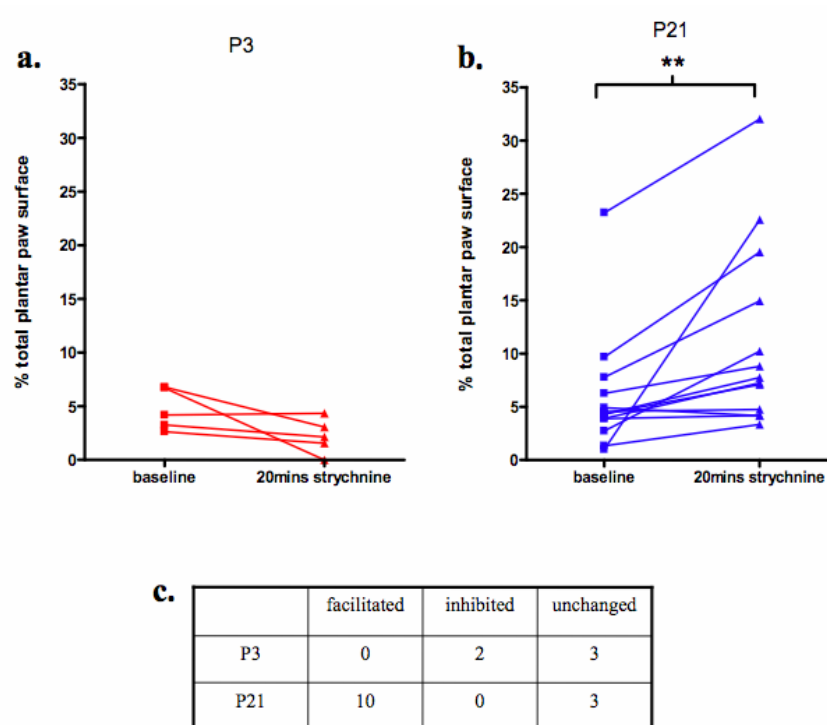 P3
a.
% total plantar paw surface
35
30
25
20
15
10
5
0
baseline 20mins strychnine
P21
b.
**
% total plantar paw surface
35
30
25
20
15
10
5
0
baseline 20mins strychnine
c.
facilitated inhibited unchanged
P3 0 2 3
P21 10 0 3